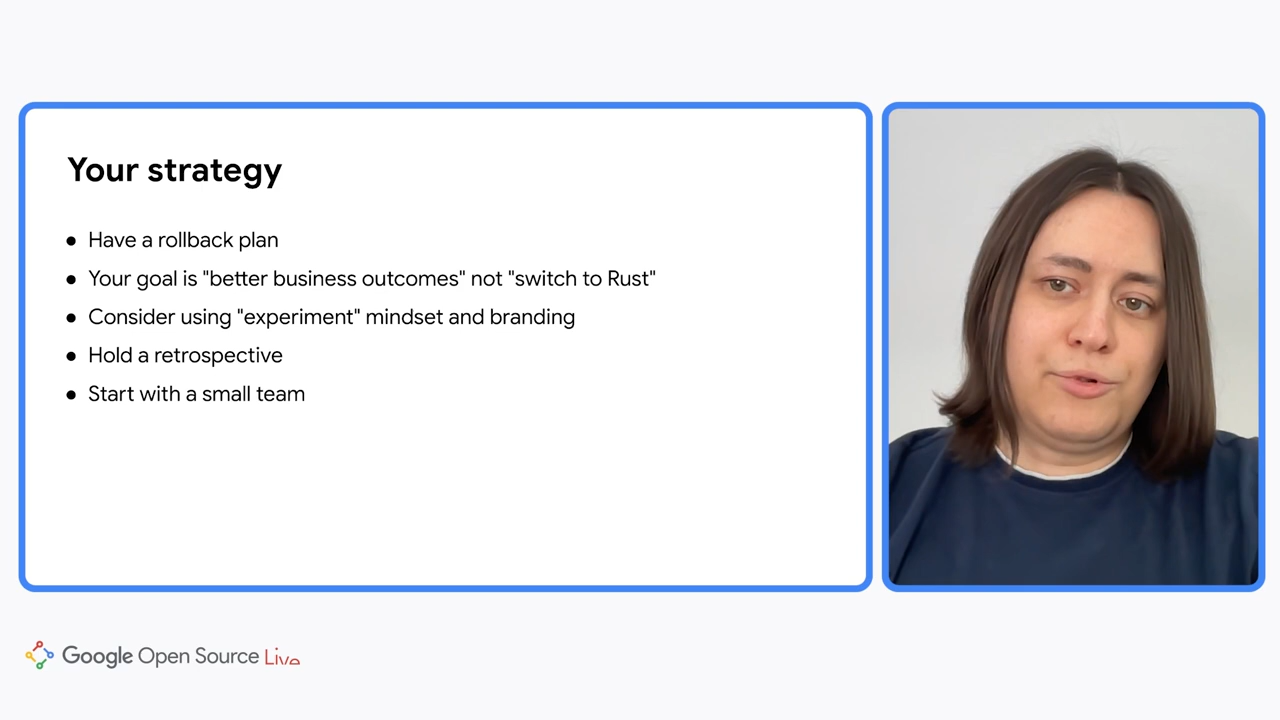 Your strategy
● Have a rollback plan
● Your goal is "better business outcomes" not "switch to Rust"
● Consider using "experiment" mindset and branding
● Hold a retrospective
● Start with a small team
Google Open Source Live